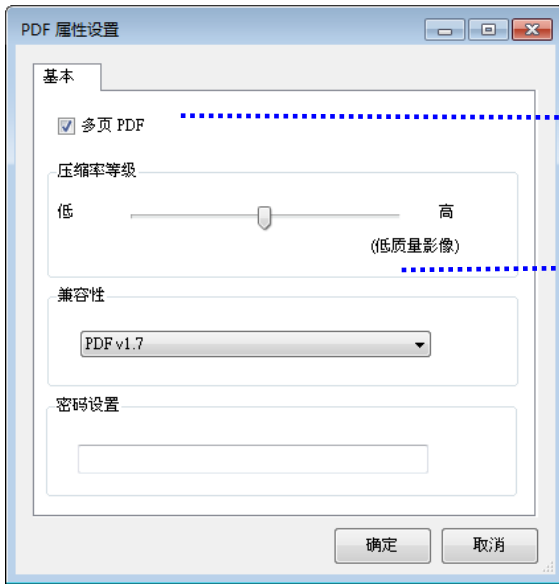 PDF 属性设置
基本
多页 PDF
压缩率等级
低 高
(低质量影像)
兼容性
PDF v1.7
密码设置
确定 取消